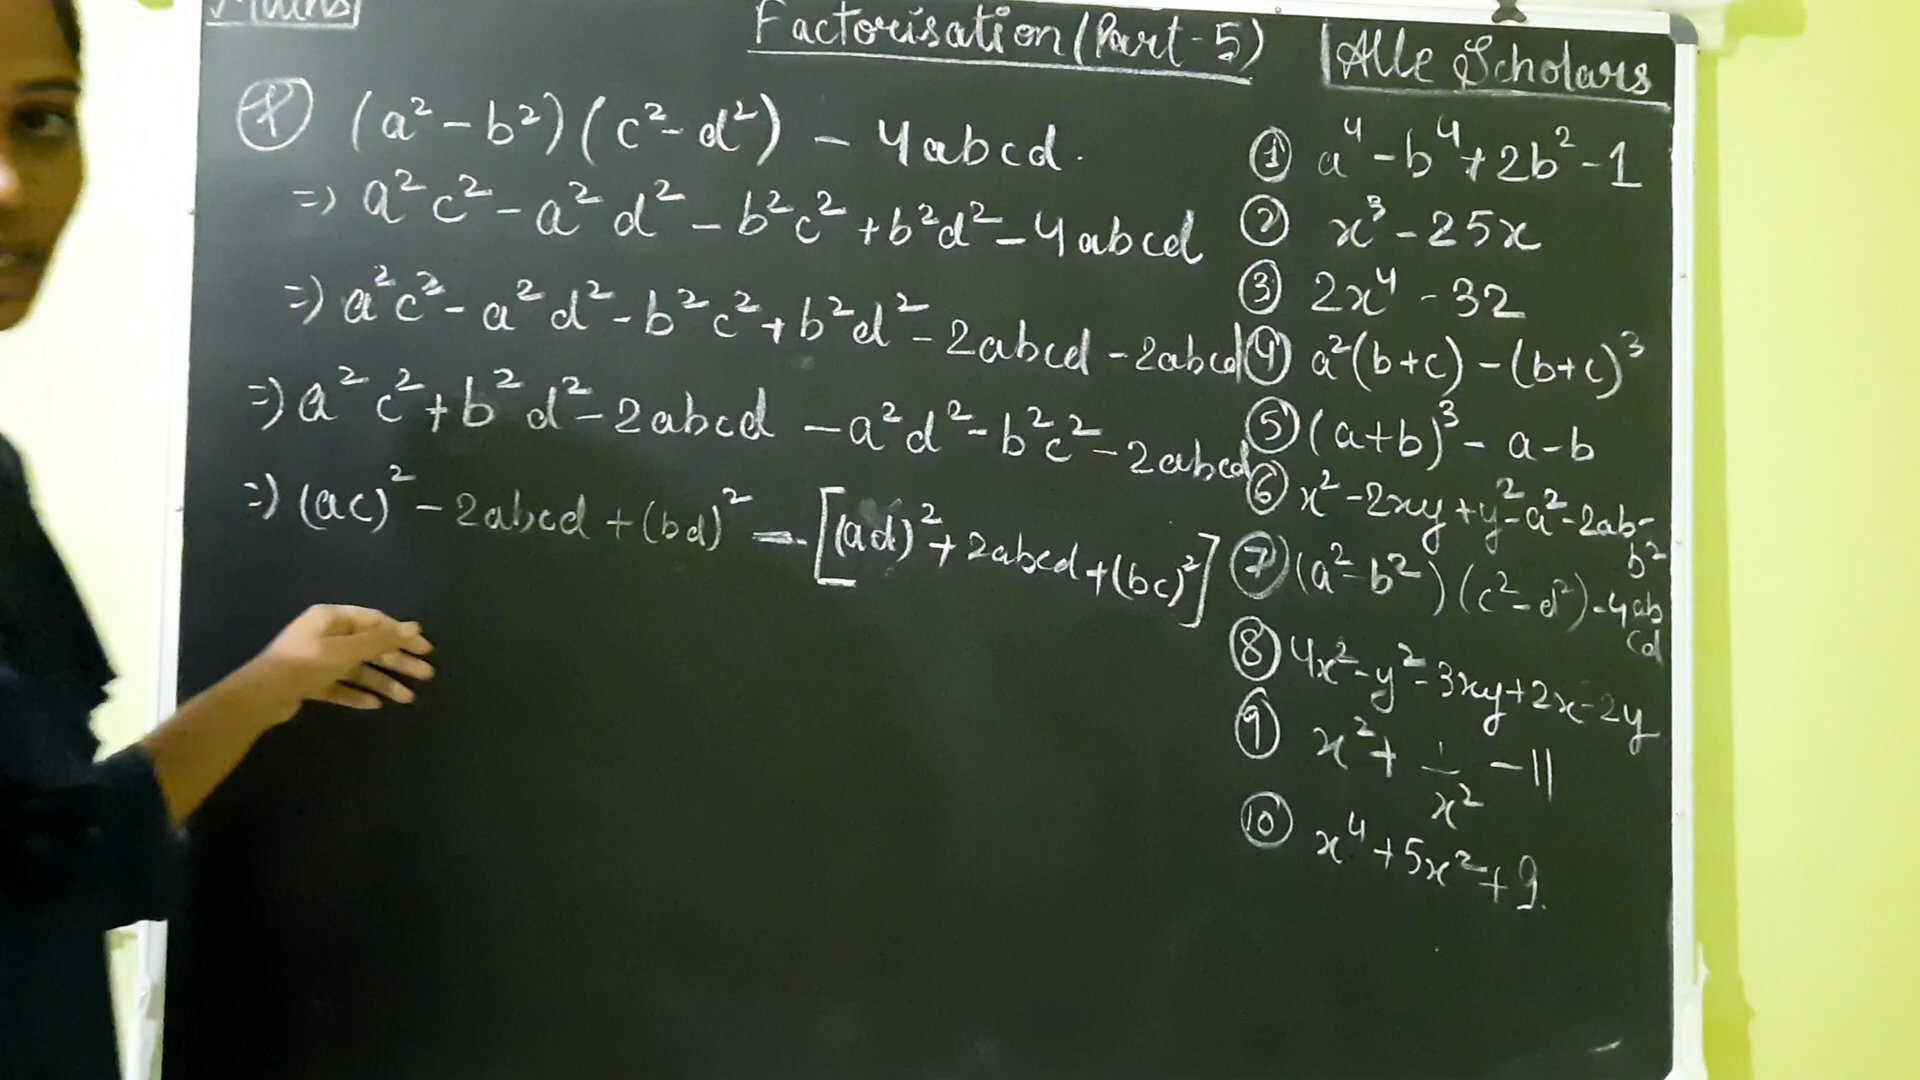 Maths
Factorisation (Part-5)
Alle Scholars
⑦ (a² - b²)(c² - d²) - 4abcd.
⇒ a²c² - a²d² - b²c² + b²d² - 4abcd
⇒ a²c² - a²d² - b²c² + b²d² - 2abcd - 2abcd
⇒ a²c² + b²d² - 2abcd - a²d² - b²c² - 2abcd
⇒ (ac)² - 2abcd + (bd)² - [(ad)² + 2abcd + (bc)²]
① a⁴ - b⁴ + 2b² - 1
② x³ - 25x
③ 2x⁴ - 32
④ a²(b+c) - (b+c)³
⑤ (a+b)³ - a - b
⑥ x² - 2xy + y² - a² - 2ab -
b²
⑦ (a² - b²)(c² - d²) - 4ab
cd
⑧ 4x² - y² - 3xy + 2x - 2y
⑨ x² + 1/x² - 11
⑩ x⁴ + 5x² + 9.